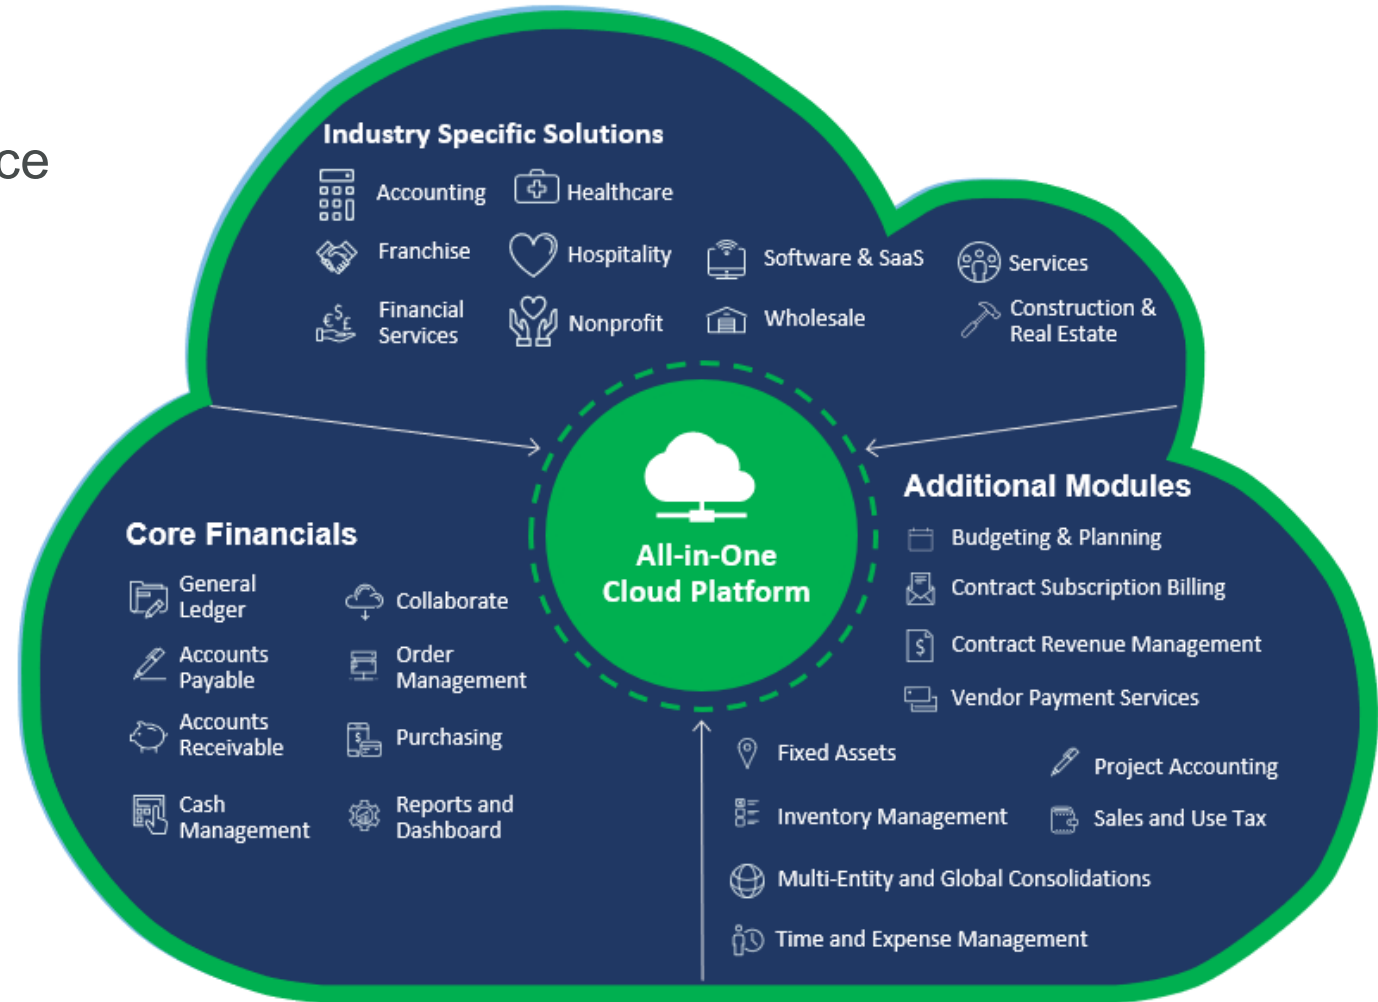 ce
Industry Specific Solutions
Accounting
Healthcare
Franchise
Hospitality
Software & SaaS
Services
Financial
Services
Nonprofit
Wholesale
Construction &
Real Estate
All-in-One
Cloud Platform
Core Financials
General
Ledger
Collaborate
Accounts
Payable
Order
Management
Accounts
Receivable
Purchasing
Cash
Management
Reports and
Dashboard
Additional Modules
Budgeting & Planning
Contract Subscription Billing
Contract Revenue Management
Vendor Payment Services
Fixed Assets
Project Accounting
Inventory Management
Sales and Use Tax
Multi-Entity and Global Consolidations
Time and Expense Management